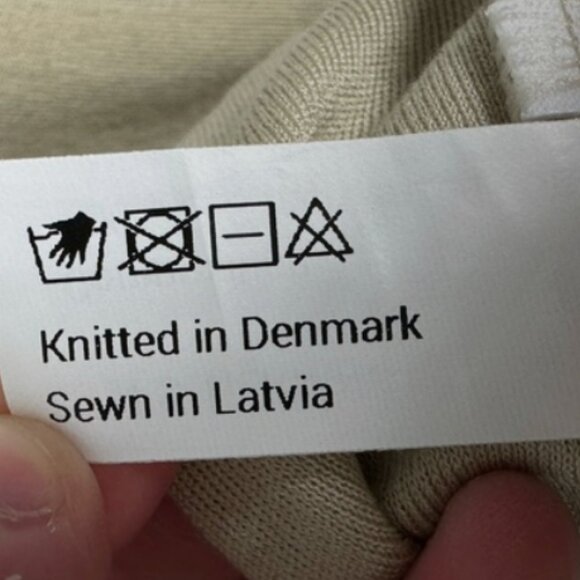 Knitted in Denmark
Sewn in Latvia